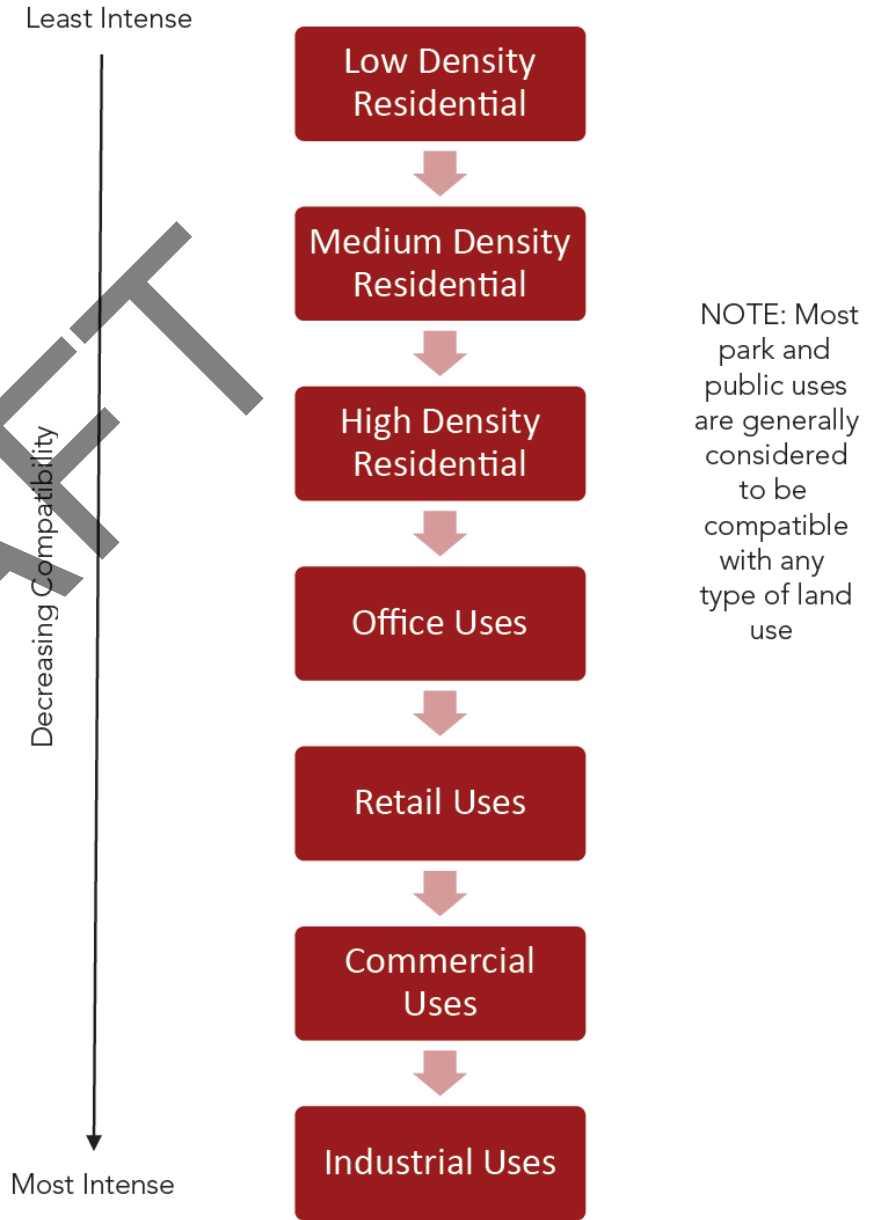 Least Intense
Low Density
Residential
Medium Density
Residential
High Density
Residential
Office Uses
Retail Uses
Commercial
Uses
Industrial Uses
Most Intense
Decreasing Compatibility
NOTE: Most
park and
public uses
are generally
considered
to be
compatible
with any
type of land
use
AFT